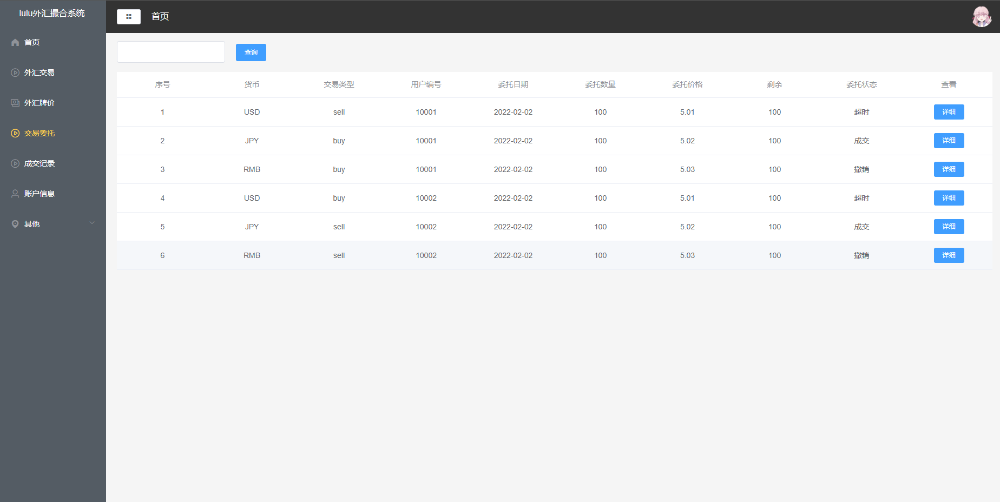 lulu外汇撮合系统
首页
外汇交易
外汇牌价
交易委托
成交记录
账户信息
其他
首页
查询
序号 货币 交易类型 用户编号 委托日期 委托数量 委托价格 剩余 委托状态 查看
1 USD sell 10001 2022-02-02 100 5.01 100 超时 详细
2 JPY buy 10001 2022-02-02 100 5.02 100 成交 详细
3 RMB buy 10001 2022-02-02 100 5.03 100 撤销 详细
4 USD buy 10002 2022-02-02 100 5.01 100 超时 详细
5 JPY sell 10002 2022-02-02 100 5.02 100 成交 详细
6 RMB sell 10002 2022-02-02 100 5.03 100 撤销 详细